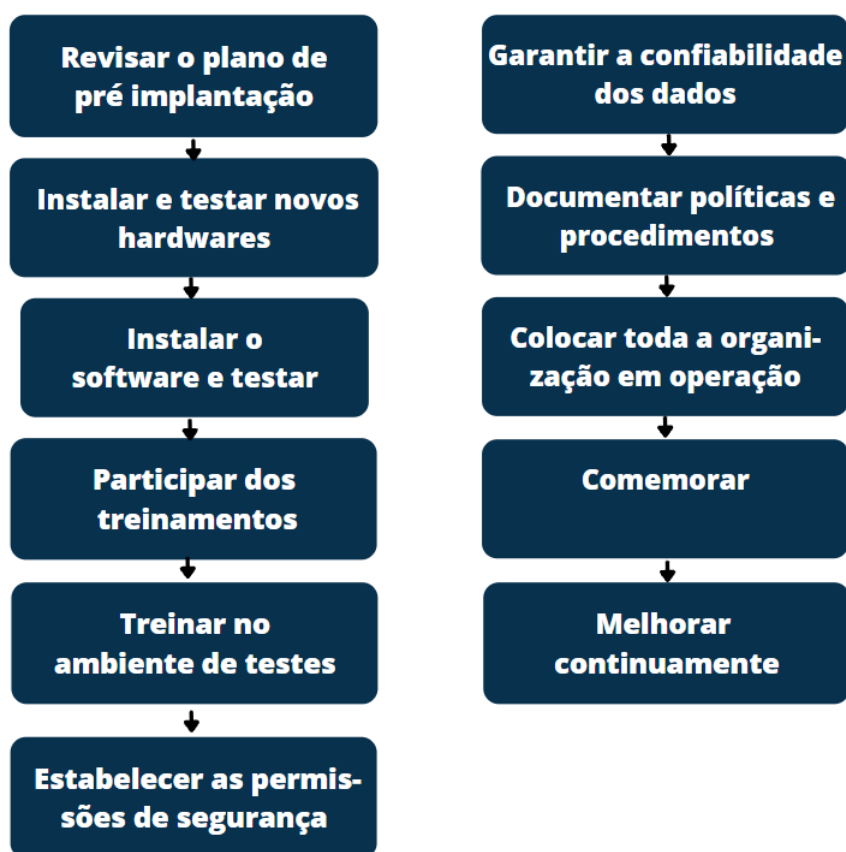 Revisar o plano de
pré implantação
Instalar e testar novos
hardwares
Instalar o
software e testar
Participar dos
treinamentos
Treinar no
ambiente de testes
Estabelecer as permis-
sões de segurança
Garantir a confiabilidade
dos dados
Documentar políticas e
procedimentos
Colocar toda a organi-
zação em operação
Comemorar
Melhorar
continuamente